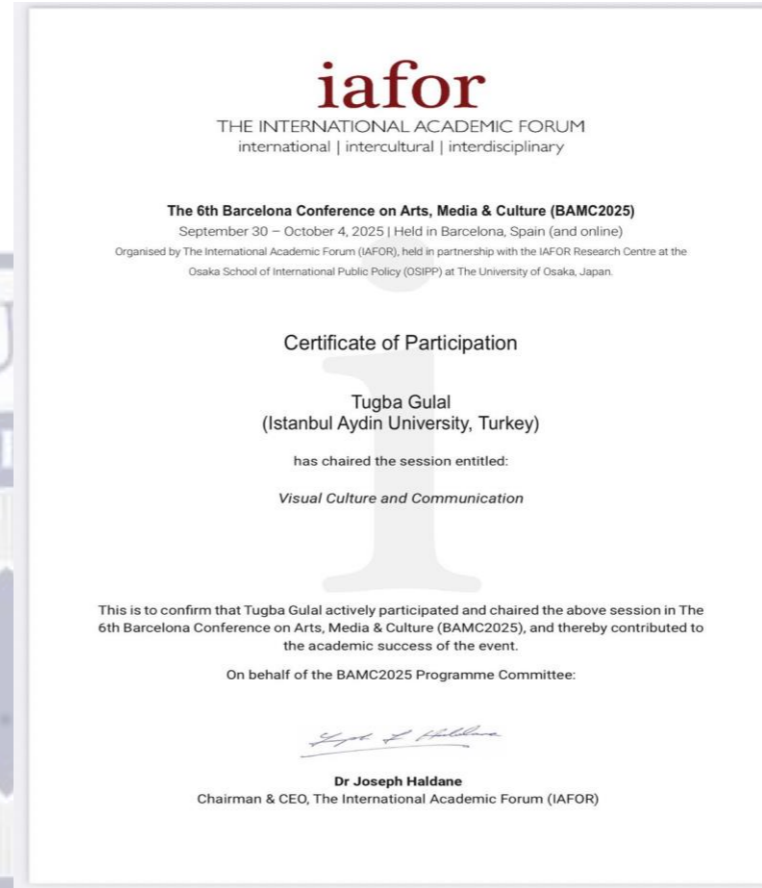 iafor
THE INTERNATIONAL ACADEMIC FORUM
international | intercultural | interdisciplinary
The 6th Barcelona Conference on Arts, Media & Culture (BAMC2025)
September 30 – October 4, 2025 | Held in Barcelona, Spain (and online)
Organised by The International Academic Forum (IAFOR), held in partnership with the IAFOR Research Centre at the
Osaka School of International Public Policy (OSIPP) at The University of Osaka, Japan.
Certificate of Participation
Tugba Gulal
(Istanbul Aydin University, Turkey)
has chaired the session entitled:
Visual Culture and Communication
This is to confirm that Tugba Gulal actively participated and chaired the above session in The
6th Barcelona Conference on Arts, Media & Culture (BAMC2025), and thereby contributed to
the academic success of the event.
On behalf of the BAMC2025 Programme Committee:
Dr Joseph Haldane
Chairman & CEO, The International Academic Forum (IAFOR)